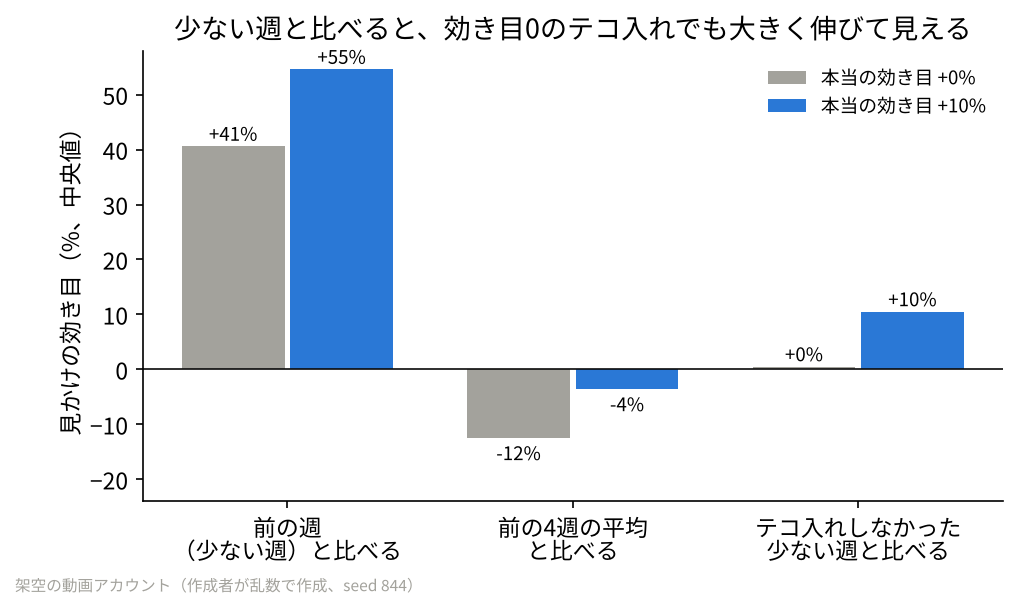 少ない週と比べると、効き目0のテコ入れでも大きく伸びて見える
見かけの効き目（%、中央値）
50
40
30
20
10
0
−10
−20
+41%
+55%
-12%
-4%
+0%
+10%
本当の効き目 +0%
本当の効き目 +10%
前の週
（少ない週）と比べる
前の4週の平均
と比べる
テコ入れしなかった
少ない週と比べる
架空の動画アカウント（作成者が乱数で作成、seed 844）